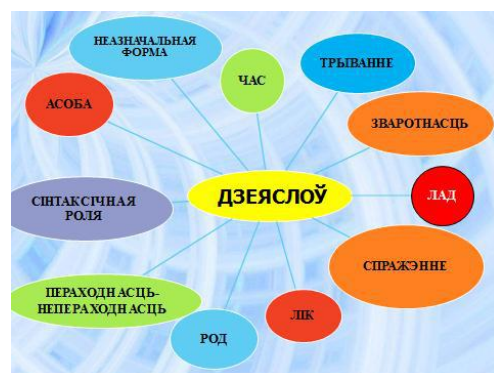 НЕАЗНАЧАЛЬНАЯ
ФОРМА
ЧАС
ТРЫВАННЕ
АСОБА
ЗВАРОТНАСЦЬ
СІНТАКСІЧНАЯ
РОЛЯ
ДЗЕЯСЛОЎ
ЛАД
СПРАЖЭННЕ
ПЕРАХОДНАСЦЬ-
НЕПЕРАХОДНАСЦЬ
РОД
ЛІК